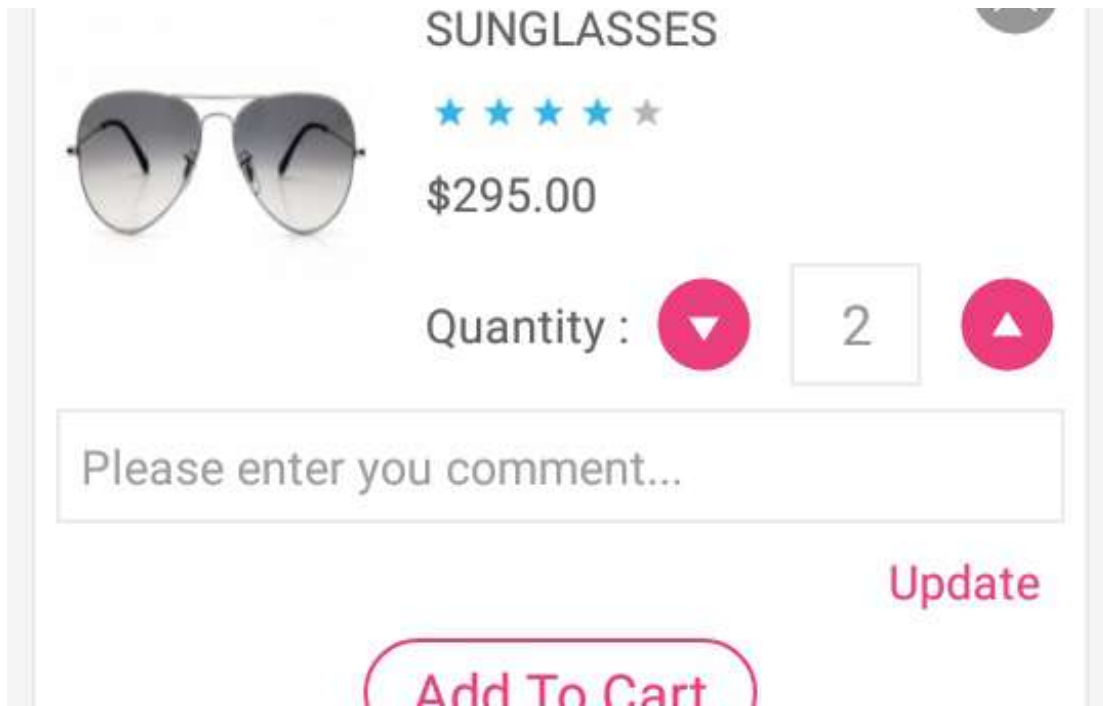 SUNGLASSES
$295.00
Quantity : 2
Please enter you comment...
Update
Add To Cart